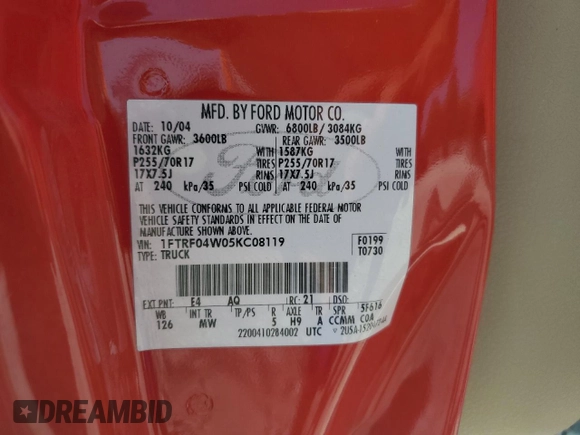 MFD. BY FORD MOTOR CO.
DATE: 10/04 GVWR: 6800LB/ 3084KG
FRONT GAWR: 3600LB REAR GAWR: 3500LB
1632KG WITH 1587KG WITH
P255/70R17 TIRES P255/70R17 TIRES
17X7.5J RIMS 17X7.5J RIMS
AT 240 kPa/35 PSI COLD AT 240 kPa/35 PSI COLD
THIS VEHICLE CONFORMS TO ALL APPLICABLE FEDERAL MOTOR
VEHICLE SAFETY STANDARDS IN EFFECT ON THE DATE OF
MANUFACTURE SHOWN ABOVE.
VIN: 1FTRF04W05KC08119 F0199
TYPE: TRUCK T0730
EXT PNT: E4 AQ RC: 21 DSO:
WB INT TR TP/PS R AXLE TR SPR 5F616
126 MW 5 H9 A CCMM COA
2200410284002 UTC
Ford
DREAMBID